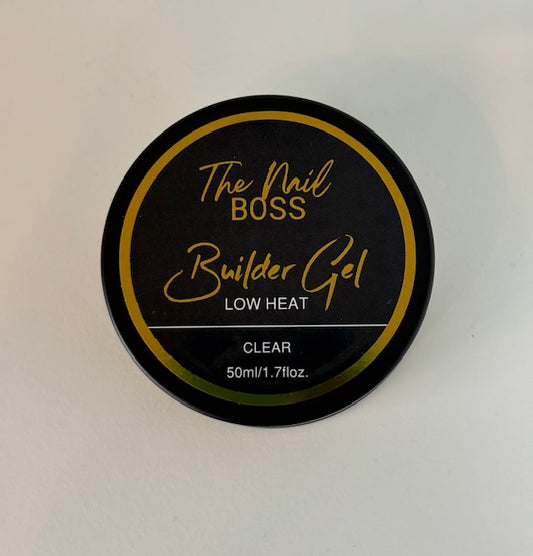 The Nail
BOSS
Builder Gel
LOW HEAT
CLEAR
50ml/1.7floz.